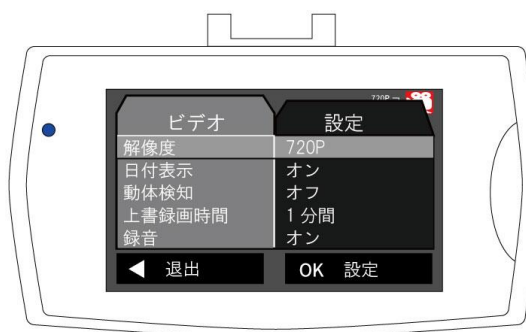 720P
ビデオ 設定
解像度 720P
日付表示 オン
動体検知 オフ
上書録画時間 1分間
録音 オン
◀ 退出 OK 設定